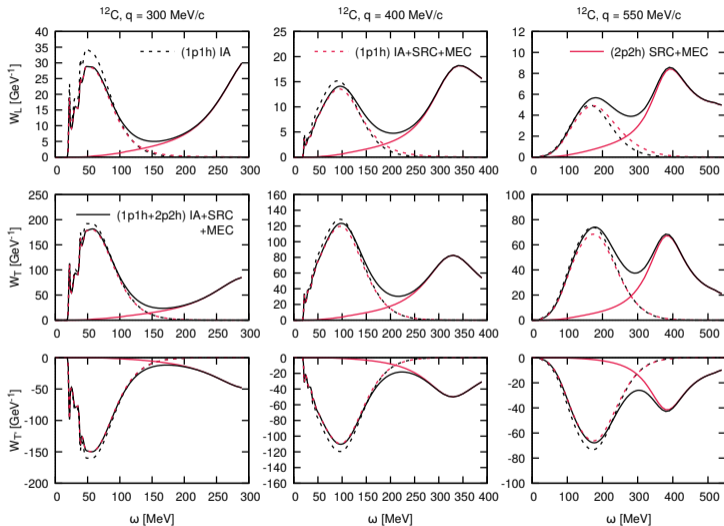 ¹²C, q = 300 MeV/c
¹²C, q = 400 MeV/c
¹²C, q = 550 MeV/c
W_L [GeV⁻¹]
40
35
30
25
20
15
10
5
0
(1p1h) IA
0 50 100 150 200 250 300
25
20
15
10
5
0
(1p1h) IA+SRC+MEC
0 50 100 150 200 250 300 350 400
12
10
8
6
4
2
0
(2p2h) SRC+MEC
0 100 200 300 400 500
W_T [GeV⁻¹]
250
200
150
100
50
0
(1p1h+2p2h) IA+SRC
+MEC
0 50 100 150 200 250 300
160
140
120
100
80
60
40
20
0
0 50 100 150 200 250 300 350 400
100
80
60
40
20
0
0 100 200 300 400 500
W_T' [GeV⁻¹]
0
-50
-100
-150
-200
0 50 100 150 200 250 300
ω [MeV]
0
-20
-40
-60
-80
-100
-120
-140
-160
0 50 100 150 200 250 300 350 400
ω [MeV]
0
-20
-40
-60
-80
-100
0 100 200 300 400 500
ω [MeV]